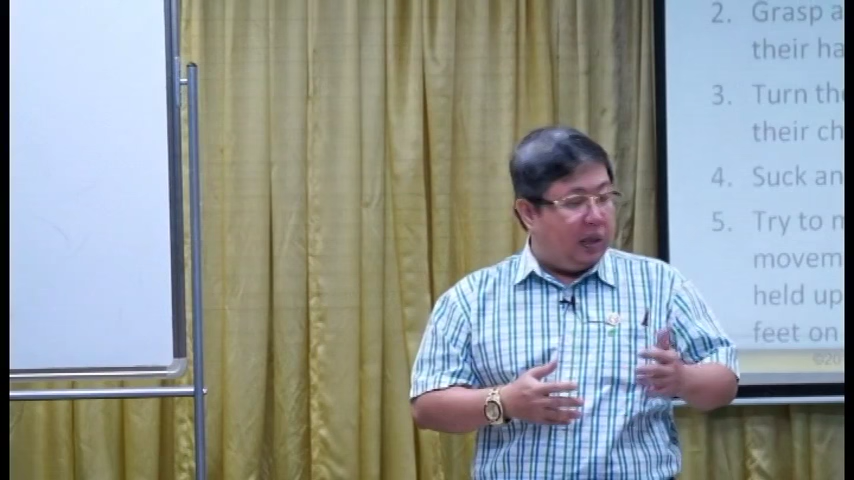 2. Grasp a
their ha
3. Turn the
their ch
4. Suck an
5. Try to m
movem
held up
feet on
©20